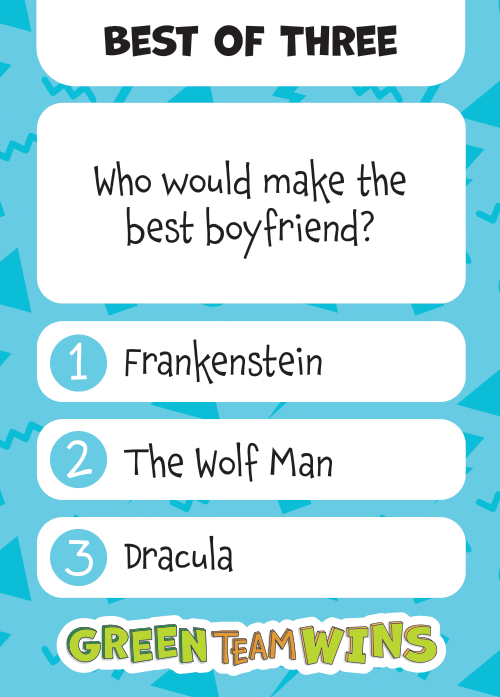 BEST OF THREE
Who would make the
best boyfriend?
1 Frankenstein
2 The Wolf Man
3 Dracula
GREEN TEAM WINS